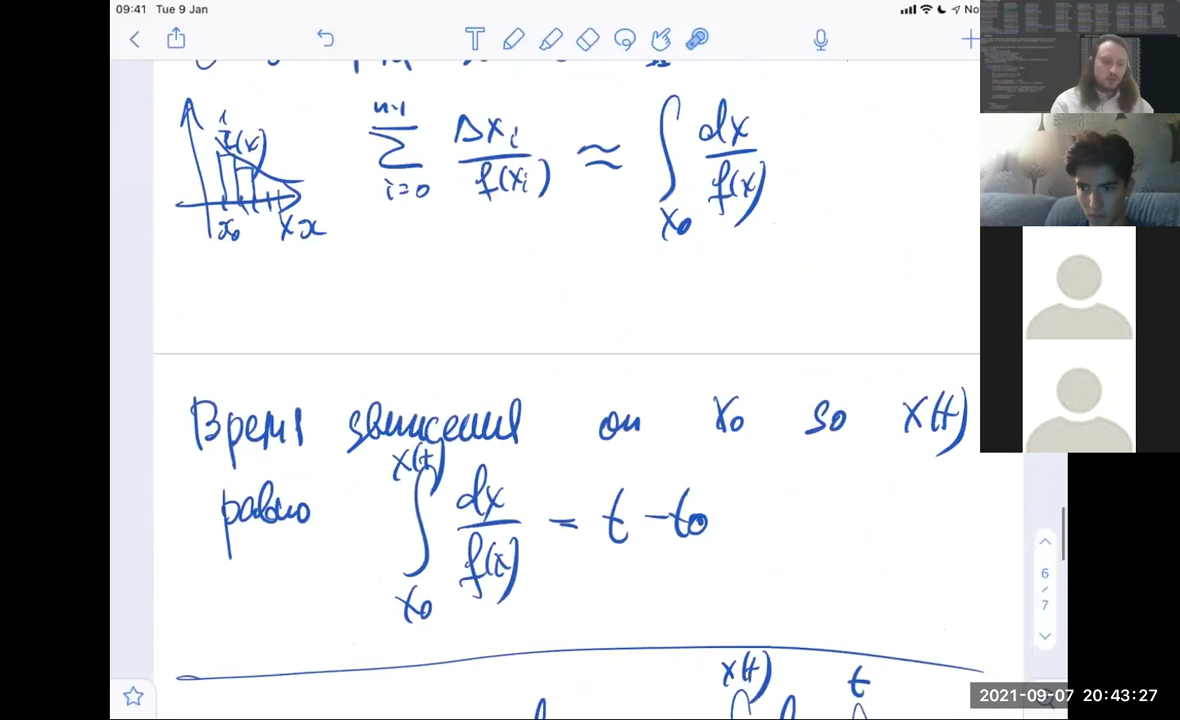 09:41 Tue 9 Jan
1/f(x)
x₀ x x
n-1
∑ Δxᵢ/f(xᵢ) ≈ ∫ dx/f(x)
i=0 x₀
Время движения от x₀ до x(t)
равно ∫ dx/f(x) = t - t₀
x(t)
x₀
x(t) t
6
/
7
2021-09-07 20:43:27